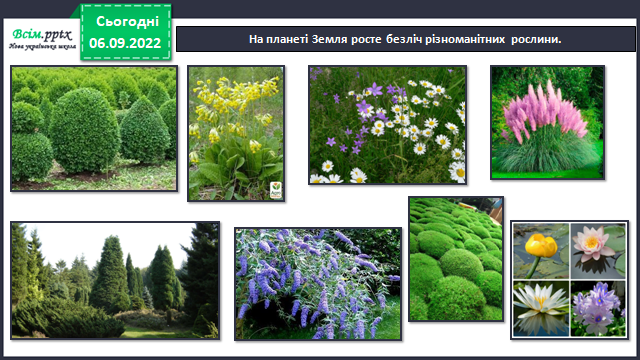 Всім.pptx
Нова українська школа
Сьогодні
06.09.2022
На планеті Земля росте безліч різноманітних рослини.